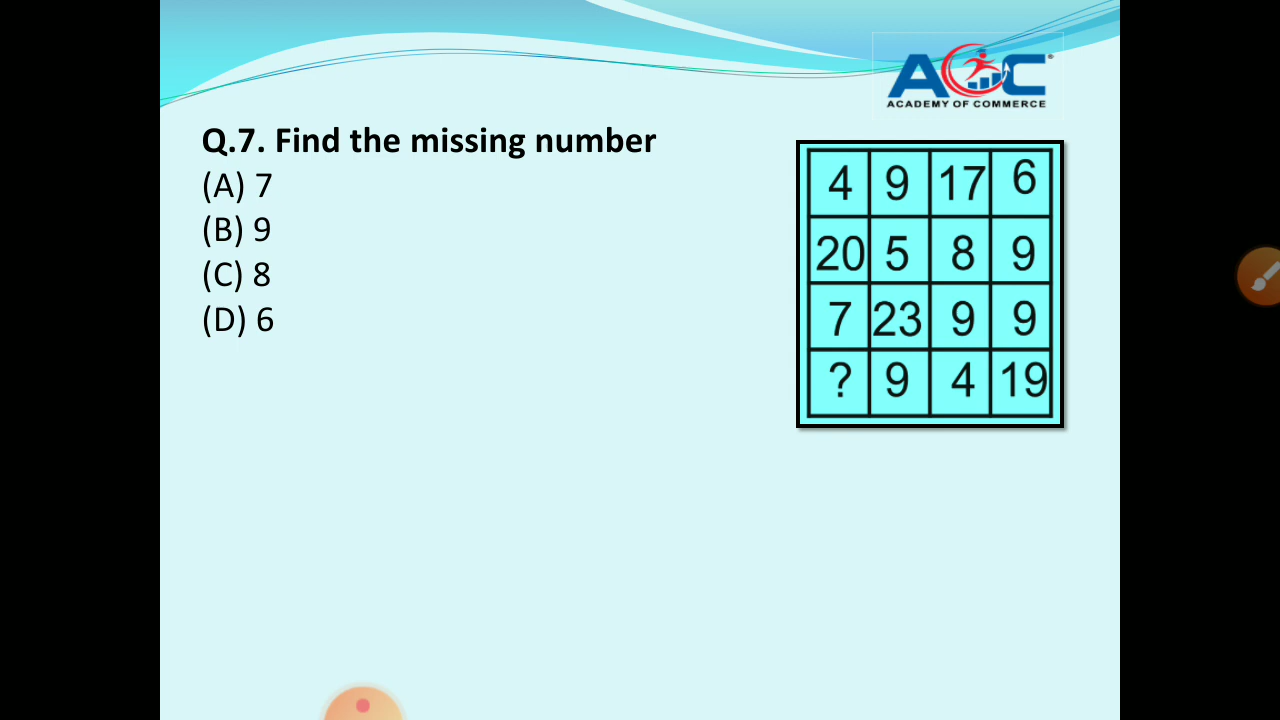 AOC®
ACADEMY OF COMMERCE
Q.7. Find the missing number
(A) 7
(B) 9
(C) 8
(D) 6
4 9 17 6
20 5 8 9
7 23 9 9
? 9 4 19